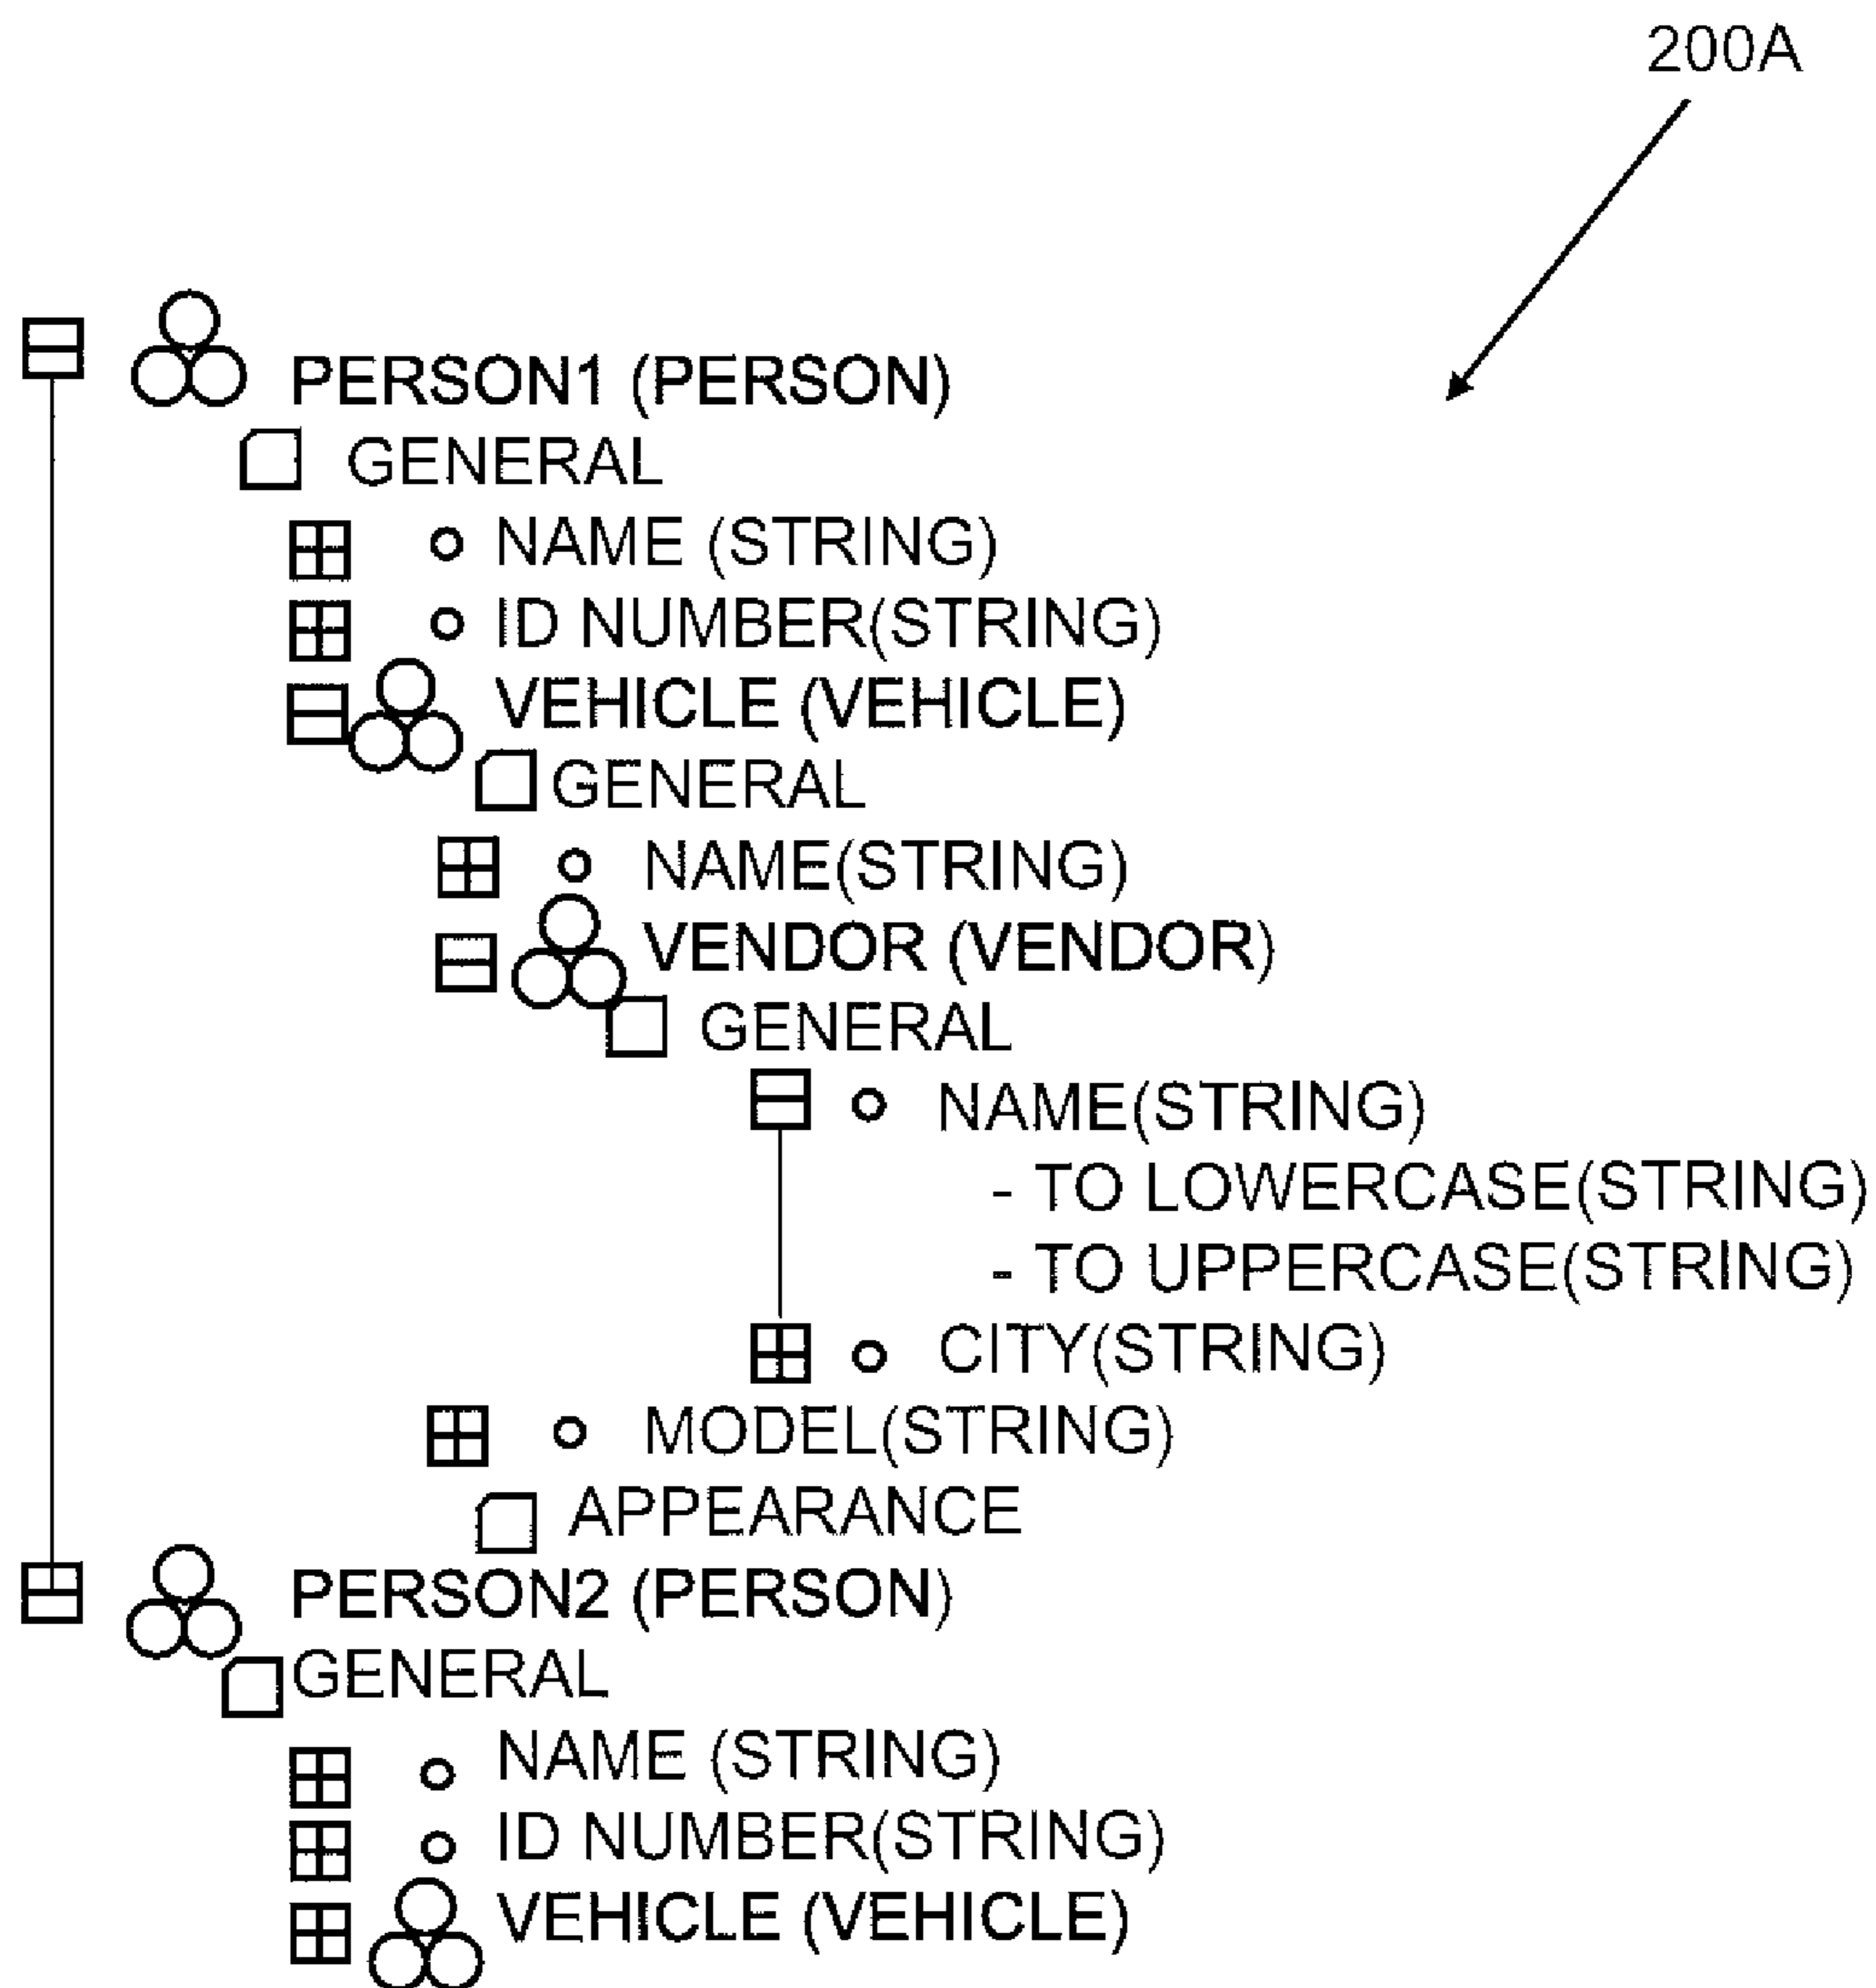 200A
PERSON1 (PERSON)
GENERAL
NAME (STRING)
ID NUMBER(STRING)
VEHICLE (VEHICLE)
GENERAL
NAME(STRING)
VENDOR (VENDOR)
GENERAL
NAME(STRING)
- TO LOWERCASE(STRING)
- TO UPPERCASE(STRING)
CITY(STRING)
MODEL(STRING)
APPEARANCE
PERSON2 (PERSON)
GENERAL
NAME (STRING)
ID NUMBER(STRING)
VEHICLE (VEHICLE)